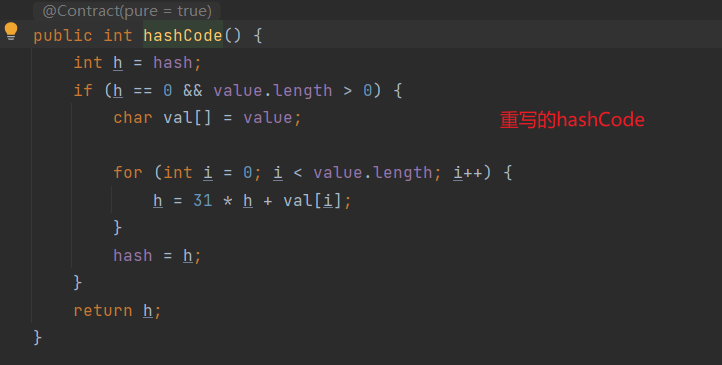 @Contract(pure = true)
public int hashCode() {
int h = hash;
if (h == 0 && value.length > 0) {
char val[] = value;
重写的hashCode
for (int i = 0; i < value.length; i++) {
h = 31 * h + val[i];
}
hash = h;
}
return h;
}